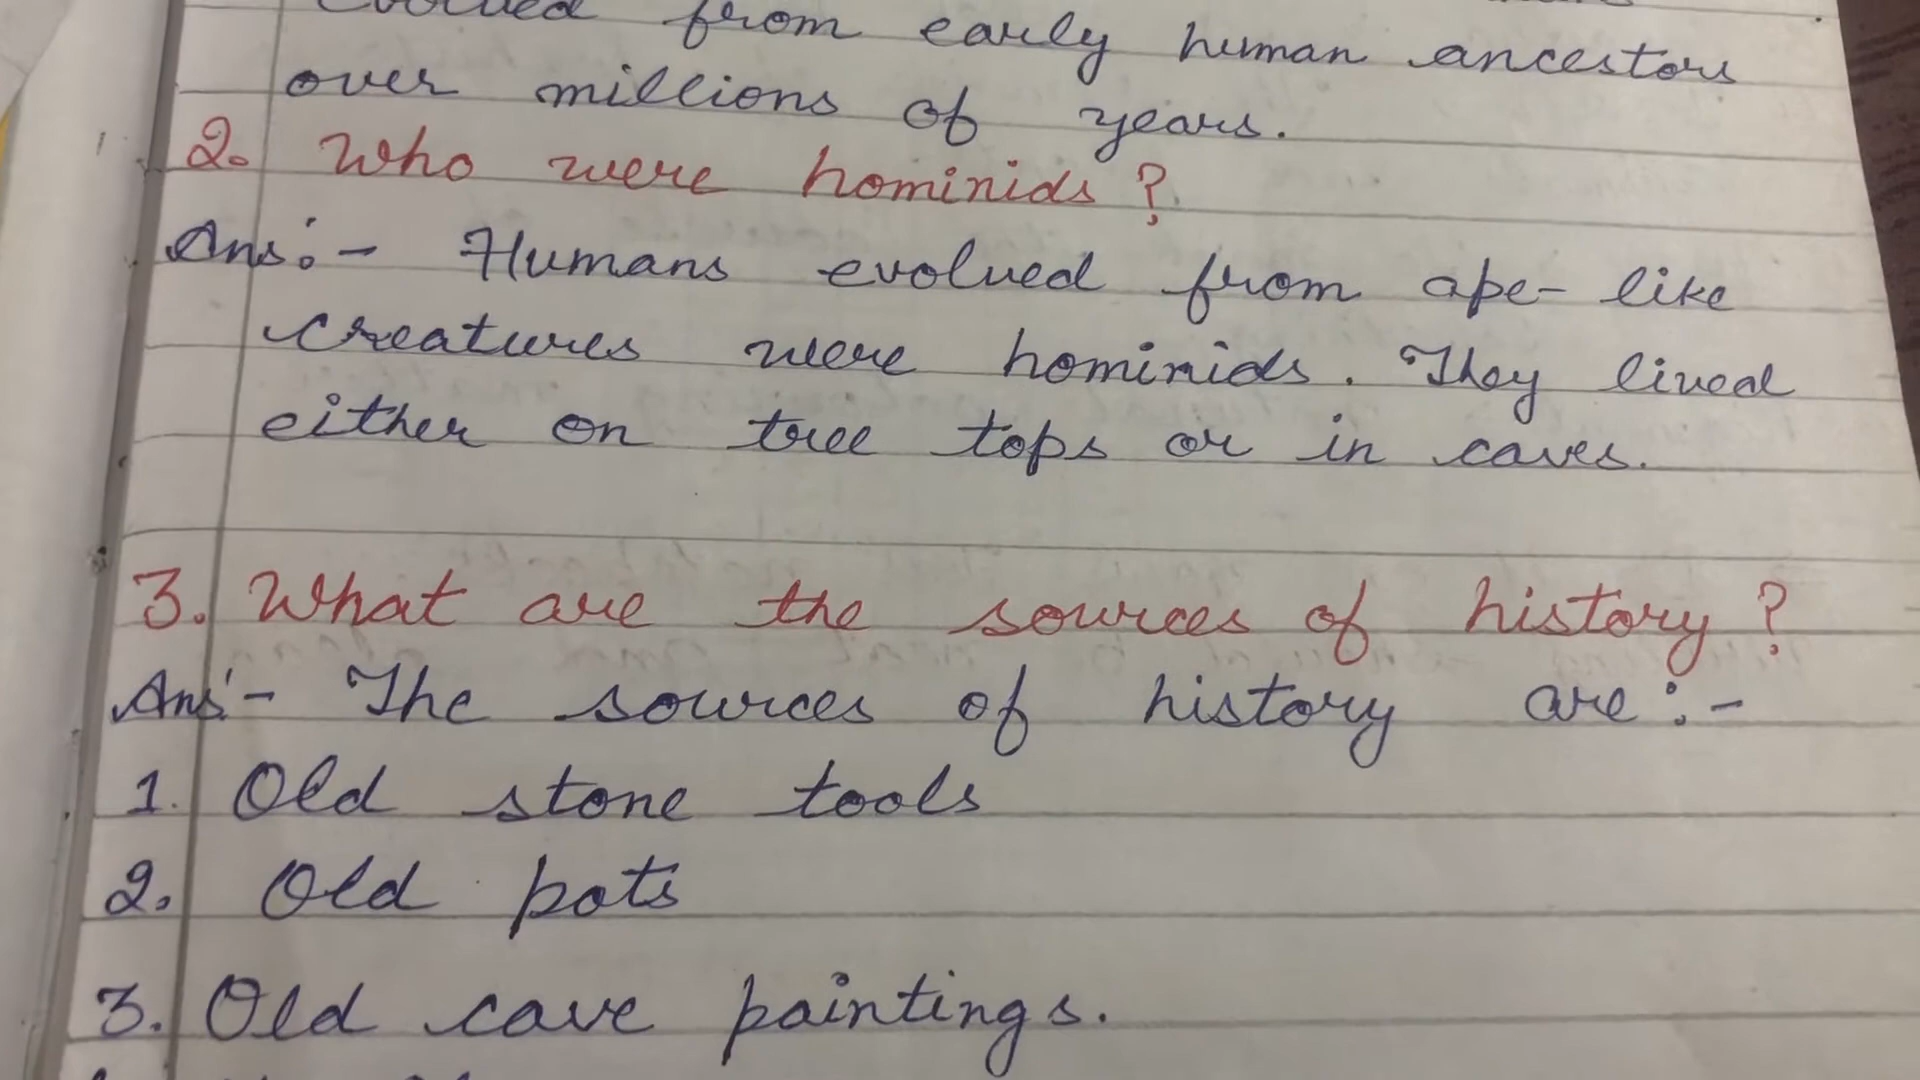 evolved from early human ancestors
over millions of years.
2. Who were hominids?
Ans:- Humans evolved from ape-like
creatures were hominids. They lived
either on tree tops or in caves.
3. What are the sources of history?
Ans:- The sources of history are:-
1. Old stone tools
2. Old pots
3. Old cave paintings.